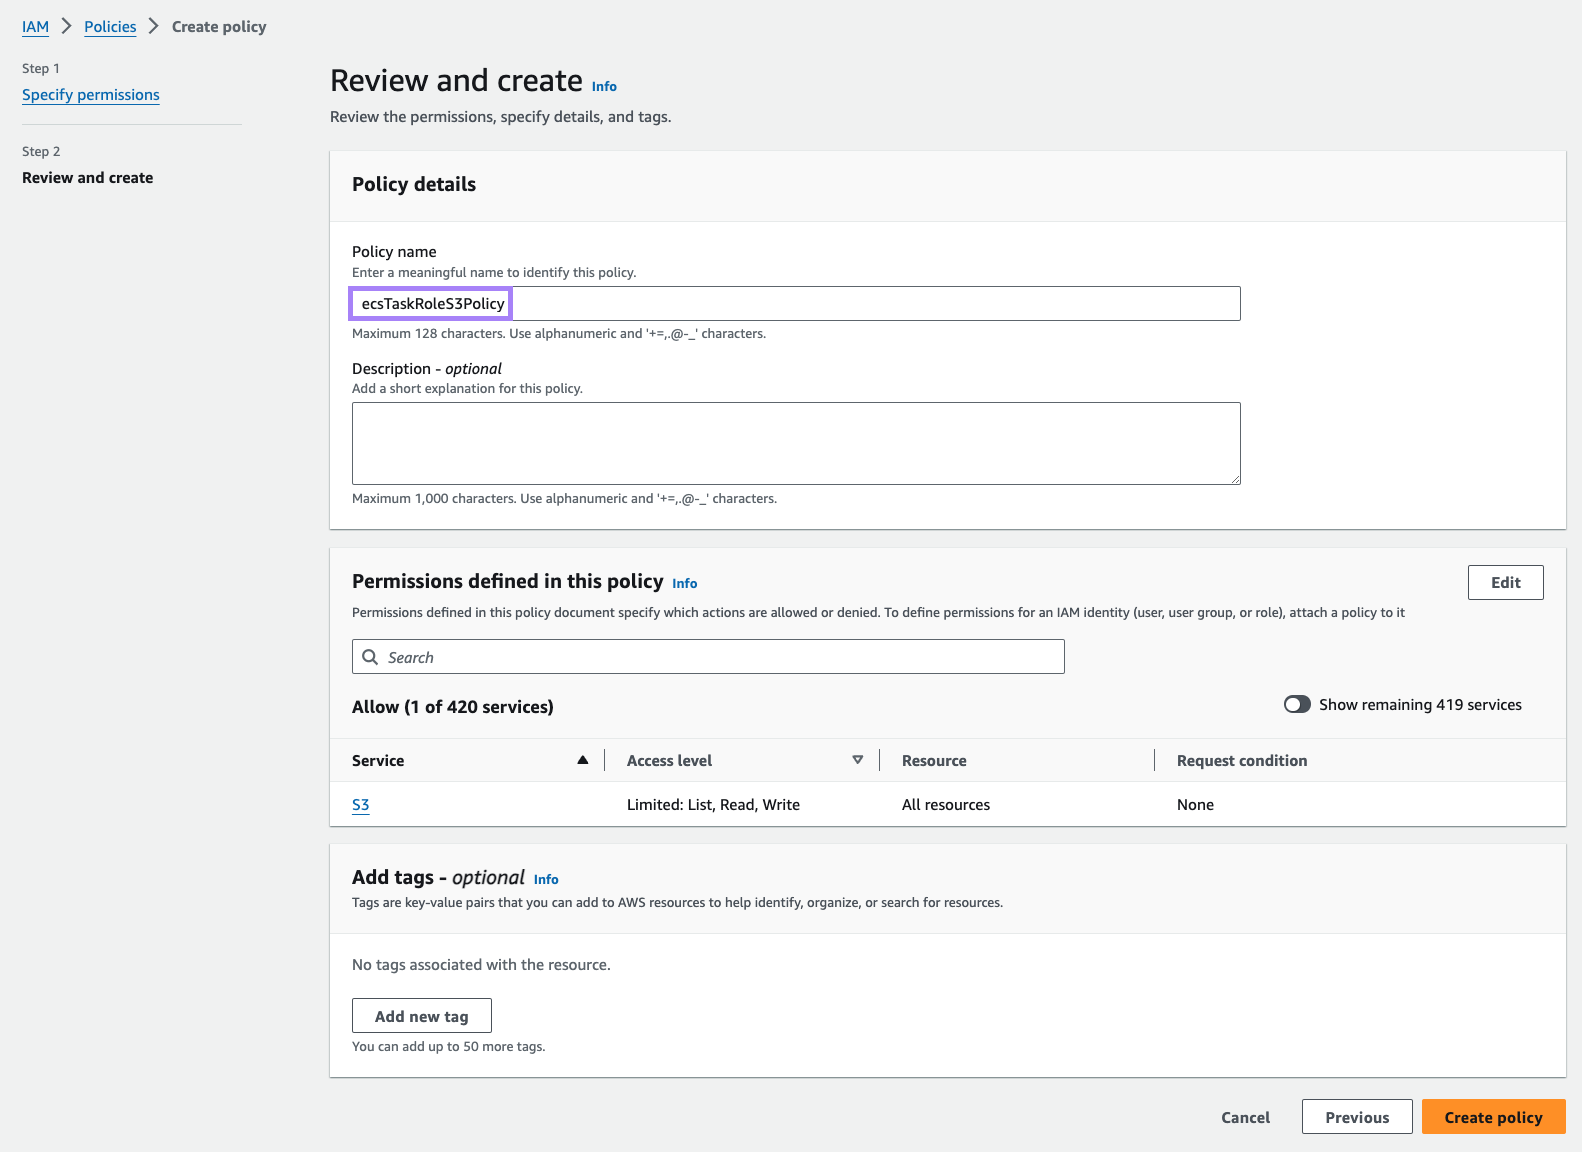 IAM > Policies > Create policy
Step 1
Specify permissions
Step 2
Review and create
Review and create Info
Review the permissions, specify details, and tags.
Policy details
Policy name
Enter a meaningful name to identify this policy.
ecsTaskRoleS3Policy
Maximum 128 characters. Use alphanumeric and '+=,.@-_' characters.
Description - optional
Add a short explanation for this policy.
Maximum 1,000 characters. Use alphanumeric and '+=,.@-_' characters.
Permissions defined in this policy Info
Edit
Permissions defined in this policy document specify which actions are allowed or denied. To define permissions for an IAM identity (user, user group, or role), attach a policy to it
Search
Allow (1 of 420 services)
Show remaining 419 services
Service Access level Resource Request condition
S3 Limited: List, Read, Write All resources None
Add tags - optional Info
Tags are key-value pairs that you can add to AWS resources to help identify, organize, or search for resources.
No tags associated with the resource.
Add new tag
You can add up to 50 more tags.
Cancel Previous Create policy